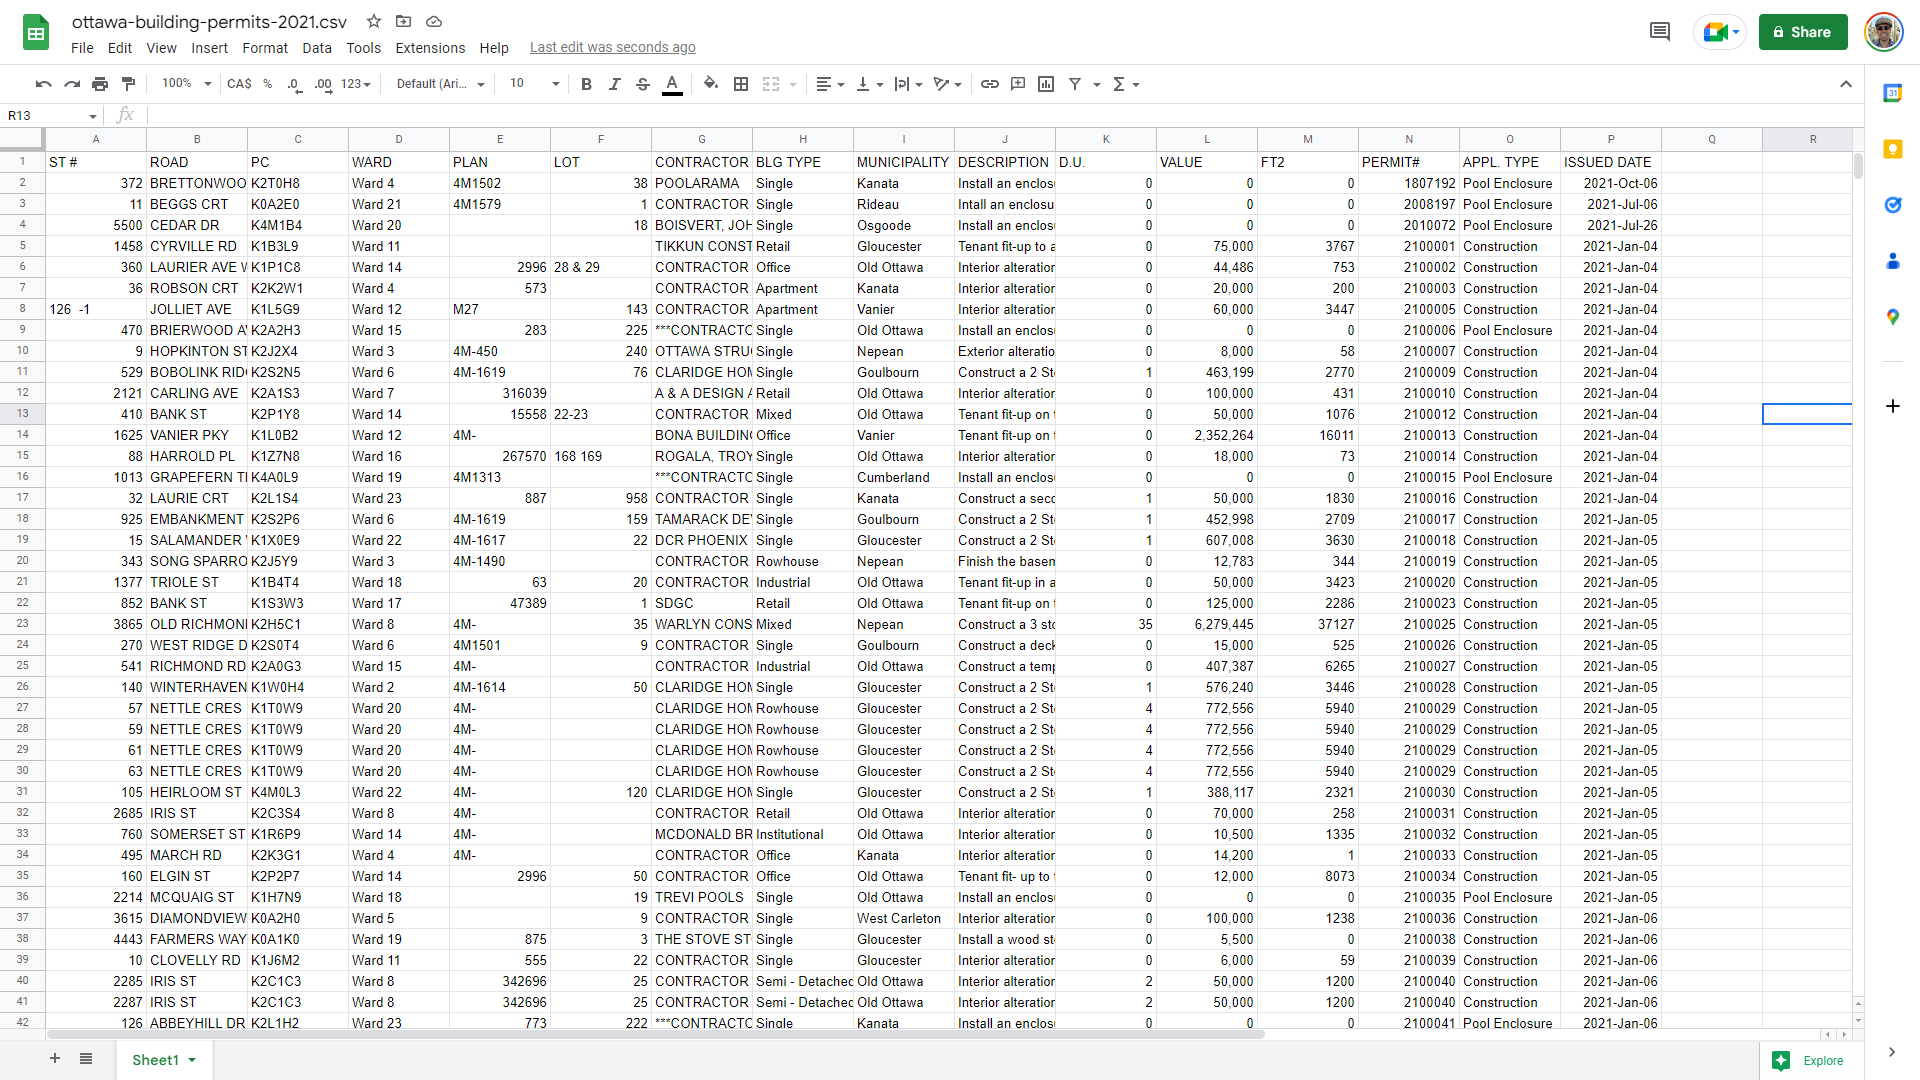 ottawa-building-permits-2021.csv
File Edit View Insert Format Data Tools Extensions Help Last edit was seconds ago
Share
100% CA$ % .0 .00 123 Default (Ari... 10 B I S A
31
R13 fx
A B C D E F G H I J K L M N O P Q R
1 ST # ROAD PC WARD PLAN LOT CONTRACTOR BLG TYPE MUNICIPALITY DESCRIPTION D.U. VALUE FT2 PERMIT# APPL. TYPE ISSUED DATE
2 372 BRETTONWOO K2T0H8 Ward 4 4M1502 38 POOLARAMA Single Kanata Install an enclos 0 0 0 1807192 Pool Enclosure 2021-Oct-06
3 11 BEGGS CRT K0A2E0 Ward 21 4M1579 1 CONTRACTOR Single Rideau Intall an enclosu 0 0 0 2008197 Pool Enclosure 2021-Jul-06
4 5500 CEDAR DR K4M1B4 Ward 20 18 BOISVERT, JOH Single Osgoode Install an enclos 0 0 0 2010072 Pool Enclosure 2021-Jul-26
5 1458 CYRVILLE RD K1B3L9 Ward 11 TIKKUN CONST Retail Gloucester Tenant fit-up to a 0 75,000 3767 2100001 Construction 2021-Jan-04
6 360 LAURIER AVE W K1P1C8 Ward 14 2996 28 & 29 CONTRACTOR Office Old Ottawa Interior alteration 0 44,486 753 2100002 Construction 2021-Jan-04
7 36 ROBSON CRT K2K2W1 Ward 4 573 CONTRACTOR Apartment Kanata Interior alteration 0 20,000 200 2100003 Construction 2021-Jan-04
8 126 -1 JOLLIET AVE K1L5G9 Ward 12 M27 143 CONTRACTOR Apartment Vanier Interior alteration 0 60,000 3447 2100005 Construction 2021-Jan-04
9 470 BRIERWOOD AV K2A2H3 Ward 15 283 225 ***CONTRACTO Single Old Ottawa Install an enclos 0 0 0 2100006 Pool Enclosure 2021-Jan-04
10 9 HOPKINTON ST K2J2X4 Ward 3 4M-450 240 OTTAWA STRU Single Nepean Exterior alteratio 0 8,000 58 2100007 Construction 2021-Jan-04
11 529 BOBOLINK RIDG K2S2N5 Ward 6 4M-1619 76 CLARIDGE HOM Single Goulbourn Construct a 2 St 1 463,199 2770 2100009 Construction 2021-Jan-04
12 2121 CARLING AVE K2A1S3 Ward 7 316039 A & A DESIGN A Retail Old Ottawa Interior alteration 0 100,000 431 2100010 Construction 2021-Jan-04
13 410 BANK ST K2P1Y8 Ward 14 15558 22-23 CONTRACTOR Mixed Old Ottawa Tenant fit-up on t 0 50,000 1076 2100012 Construction 2021-Jan-04
14 1625 VANIER PKY K1L0B2 Ward 12 4M- BONA BUILDING Office Vanier Tenant fit-up on t 0 2,352,264 16011 2100013 Construction 2021-Jan-04
15 88 HARROLD PL K1Z7N8 Ward 16 267570 168 169 ROGALA, TROY Single Old Ottawa Interior alteration 0 18,000 73 2100014 Construction 2021-Jan-04
16 1013 GRAPEFERN TE K4A0L9 Ward 19 4M1313 ***CONTRACTO Single Cumberland Install an enclos 0 0 0 2100015 Pool Enclosure 2021-Jan-04
17 32 LAURIE CRT K2L1S4 Ward 23 887 958 CONTRACTOR Single Kanata Construct a seco 1 50,000 1830 2100016 Construction 2021-Jan-04
18 925 EMBANKMENT K2S2P6 Ward 6 4M-1619 159 TAMARACK DEV Single Goulbourn Construct a 2 St 1 452,998 2709 2100017 Construction 2021-Jan-05
19 15 SALAMANDER K1X0E9 Ward 22 4M-1617 22 DCR PHOENIX Single Gloucester Construct a 2 St 1 607,008 3630 2100018 Construction 2021-Jan-05
20 343 SONG SPARRO K2J5Y9 Ward 3 4M-1490 CONTRACTOR Rowhouse Nepean Finish the basem 0 12,783 344 2100019 Construction 2021-Jan-05
21 1377 TRIOLE ST K1B4T4 Ward 18 63 20 CONTRACTOR Industrial Old Ottawa Tenant fit-up in a 0 50,000 3423 2100020 Construction 2021-Jan-05
22 852 BANK ST K1S3W3 Ward 17 47389 1 SDGC Retail Old Ottawa Tenant fit-up on t 0 125,000 2286 2100023 Construction 2021-Jan-05
23 3865 OLD RICHMOND K2H5C1 Ward 8 4M- 35 WARLYN CONS Mixed Nepean Construct a 3 sto 35 6,279,445 37127 2100025 Construction 2021-Jan-05
24 270 WEST RIDGE D K2S0T4 Ward 6 4M1501 9 CONTRACTOR Single Goulbourn Construct a deck 0 15,000 525 2100026 Construction 2021-Jan-05
25 541 RICHMOND RD K2A0G3 Ward 15 4M- CONTRACTOR Industrial Old Ottawa Construct a temp 0 407,387 6265 2100027 Construction 2021-Jan-05
26 140 WINTERHAVEN K1W0H4 Ward 2 4M-1614 50 CLARIDGE HOM Single Gloucester Construct a 2 St 1 576,240 3446 2100028 Construction 2021-Jan-05
27 57 NETTLE CRES K1T0W9 Ward 20 4M- CLARIDGE HOM Rowhouse Gloucester Construct a 2 St 4 772,556 5940 2100029 Construction 2021-Jan-05
28 59 NETTLE CRES K1T0W9 Ward 20 4M- CLARIDGE HOM Rowhouse Gloucester Construct a 2 St 4 772,556 5940 2100029 Construction 2021-Jan-05
29 61 NETTLE CRES K1T0W9 Ward 20 4M- CLARIDGE HOM Rowhouse Gloucester Construct a 2 St 4 772,556 5940 2100029 Construction 2021-Jan-05
30 63 NETTLE CRES K1T0W9 Ward 20 4M- CLARIDGE HOM Rowhouse Gloucester Construct a 2 St 4 772,556 5940 2100029 Construction 2021-Jan-05
31 105 HEIRLOOM ST K4M0L3 Ward 22 4M- 120 CLARIDGE HOM Single Gloucester Construct a 2 St 1 388,117 2321 2100030 Construction 2021-Jan-05
32 2685 IRIS ST K2C3S4 Ward 8 4M- CONTRACTOR Retail Old Ottawa Interior alteration 0 70,000 258 2100031 Construction 2021-Jan-05
33 760 SOMERSET ST K1R6P9 Ward 14 4M- MCDONALD BR Institutional Old Ottawa Interior alteration 0 10,500 1335 2100032 Construction 2021-Jan-05
34 495 MARCH RD K2K3G1 Ward 4 4M- CONTRACTOR Office Kanata Interior alteration 0 14,200 1 2100033 Construction 2021-Jan-05
35 160 ELGIN ST K2P2P7 Ward 14 2996 50 CONTRACTOR Office Old Ottawa Tenant fit- up to t 0 12,000 8073 2100034 Construction 2021-Jan-05
36 2214 MCQUAIG ST K1H7N9 Ward 18 19 TREVI POOLS Single Old Ottawa Install an enclos 0 0 0 2100035 Pool Enclosure 2021-Jan-05
37 3615 DIAMONDVIEW K0A2H0 Ward 5 9 CONTRACTOR Single West Carleton Interior alteration 0 100,000 1238 2100036 Construction 2021-Jan-06
38 4443 FARMERS WAY K0A1K0 Ward 19 875 3 THE STOVE ST Single Gloucester Install a wood st 0 5,500 0 2100038 Construction 2021-Jan-06
39 10 CLOVELLY RD K1J6M2 Ward 11 555 22 CONTRACTOR Single Gloucester Interior alteration 0 6,000 59 2100039 Construction 2021-Jan-06
40 2285 IRIS ST K2C1C3 Ward 8 342696 25 CONTRACTOR Semi - Detached Old Ottawa Interior alteration 2 50,000 1200 2100040 Construction 2021-Jan-06
41 2287 IRIS ST K2C1C3 Ward 8 342696 25 CONTRACTOR Semi - Detached Old Ottawa Interior alteration 2 50,000 1200 2100040 Construction 2021-Jan-06
42 126 ABBEYHILL DR K2L1H2 Ward 23 773 222 ***CONTRACTO Single Kanata Install an enclos 0 0 0 2100041 Pool Enclosure 2021-Jan-06
Sheet1
Explore